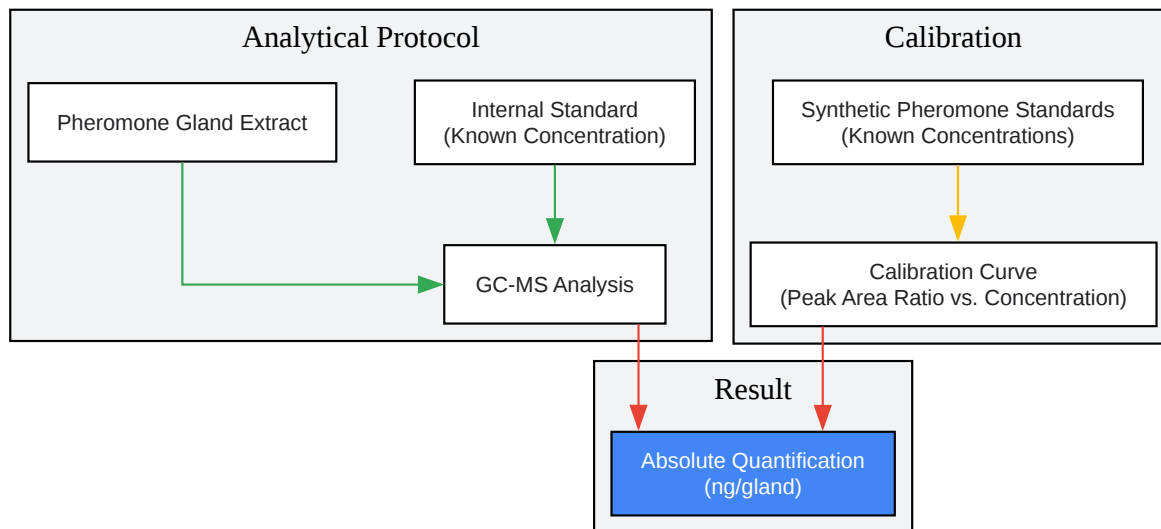 Analytical Protocol
Pheromone Gland Extract
Internal Standard
(Known Concentration)
GC-MS Analysis
Calibration
Synthetic Pheromone Standards
(Known Concentrations)
Calibration Curve
(Peak Area Ratio vs. Concentration)
Result
Absolute Quantification
(ng/gland)